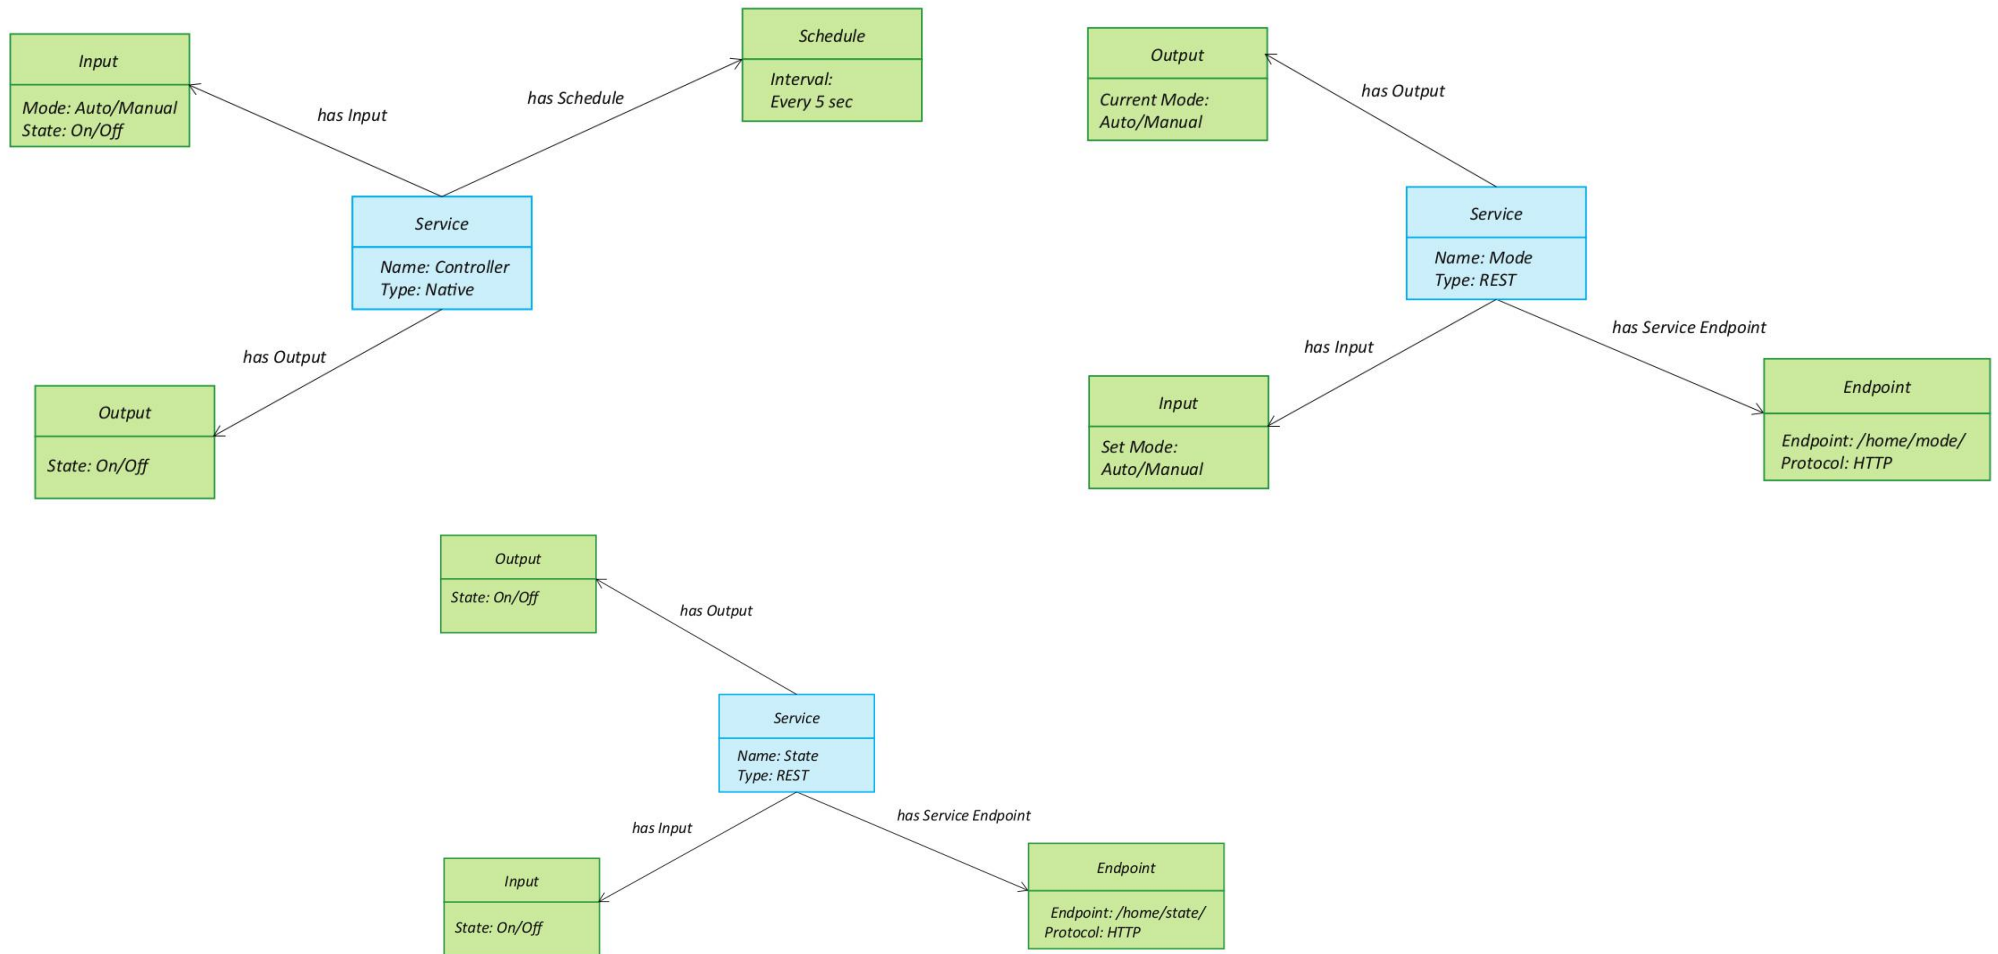 Input
Mode: Auto/Manual
State: On/Off
has Input
has Schedule
Schedule
Interval:
Every 5 sec
Service
Name: Controller
Type: Native
has Output
Output
State: On/Off
Output
Current Mode:
Auto/Manual
has Output
Service
Name: Mode
Type: REST
has Input
has Service Endpoint
Input
Set Mode:
Auto/Manual
Endpoint
Endpoint: /home/mode/
Protocol: HTTP
Output
State: On/Off
has Output
Service
Name: State
Type: REST
has Input
has Service Endpoint
Input
State: On/Off
Endpoint
Endpoint: /home/state/
Protocol: HTTP